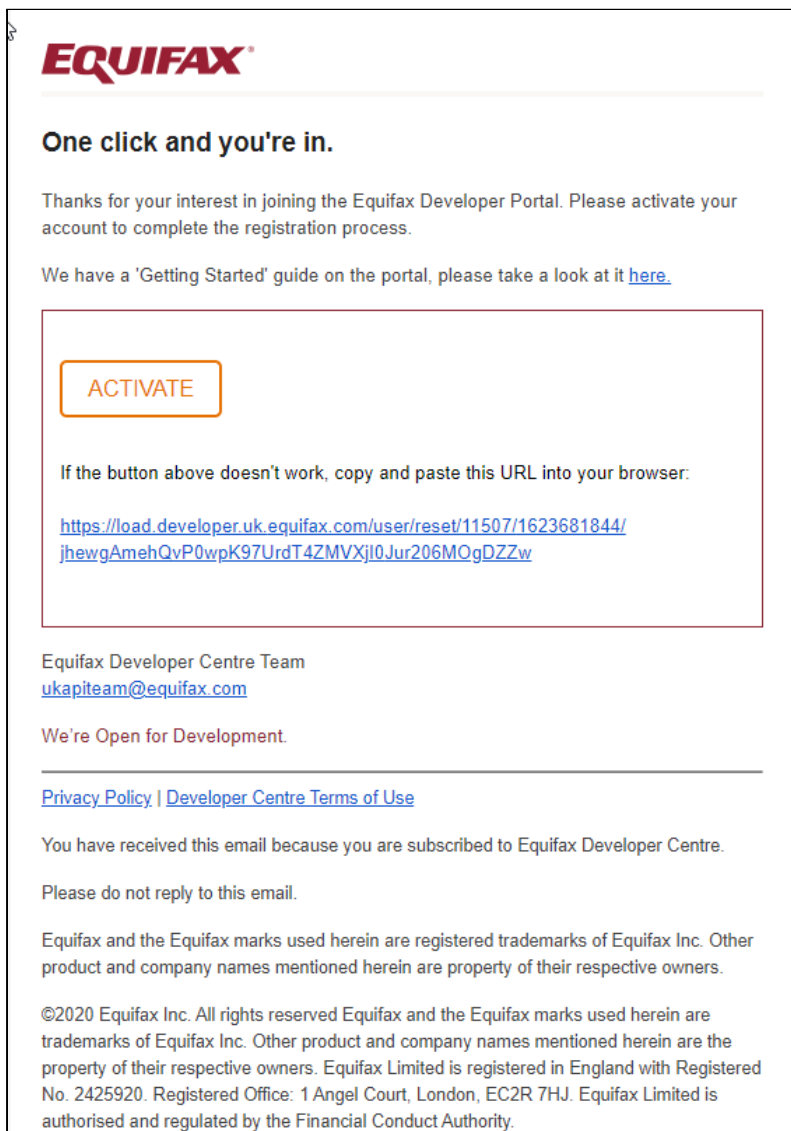 EQUIFAX®
One click and you're in.
Thanks for your interest in joining the Equifax Developer Portal. Please activate your
account to complete the registration process.
We have a 'Getting Started' guide on the portal, please take a look at it here.
ACTIVATE
If the button above doesn't work, copy and paste this URL into your browser:
https://load.developer.uk.equifax.com/user/reset/11507/1623681844/
jhewgAmehQvP0wpK97UrdT4ZMVXjI0Jur206MOgDZZw
Equifax Developer Centre Team
ukapiteam@equifax.com
We're Open for Development.
Privacy Policy | Developer Centre Terms of Use
You have received this email because you are subscribed to Equifax Developer Centre.
Please do not reply to this email.
Equifax and the Equifax marks used herein are registered trademarks of Equifax Inc. Other
product and company names mentioned herein are property of their respective owners.
©2020 Equifax Inc. All rights reserved Equifax and the Equifax marks used herein are
trademarks of Equifax Inc. Other product and company names mentioned herein are the
property of their respective owners. Equifax Limited is registered in England with Registered
No. 2425920. Registered Office: 1 Angel Court, London, EC2R 7HJ. Equifax Limited is
authorised and regulated by the Financial Conduct Authority.